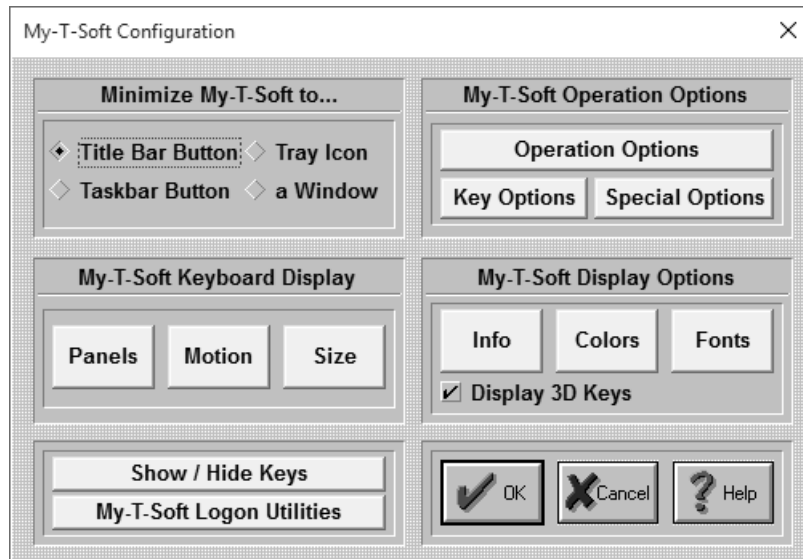 My-T-Soft Configuration
Minimize My-T-Soft to...
Title Bar Button
Tray Icon
Taskbar Button
a Window
My-T-Soft Operation Options
Operation Options
Key Options
Special Options
My-T-Soft Keyboard Display
Panels
Motion
Size
My-T-Soft Display Options
Info
Colors
Fonts
Display 3D Keys
Show / Hide Keys
My-T-Soft Logon Utilities
OK
Cancel
Help